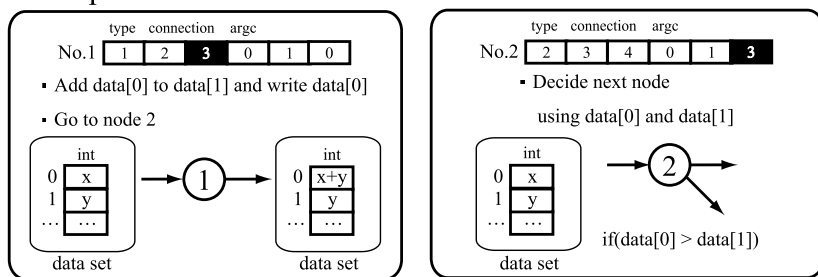 type connection argc
No.1 1 2 3 0 1 0
▪ Add data[0] to data[1] and write data[0]
▪ Go to node 2
int
0 x
1 y
... ...
data set
1
int
0 x+y
1 y
... ...
data set
type connection argc
No.2 2 3 4 0 1 3
▪ Decide next node
using data[0] and data[1]
int
0 x
1 y
... ...
data set
2
if(data[0] > data[1])